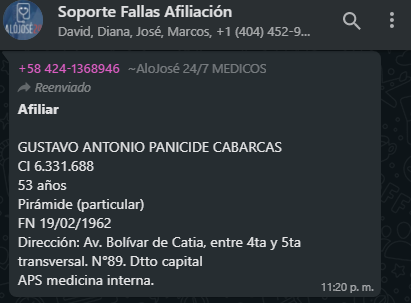 Soporte Fallas Afiliación
David, Diana, José, Marcos, +1 (404) 452-9...
+58 424-1368946 ~AloJosé 24/7 MEDICOS
Reenviado
Afiliar
GUSTAVO ANTONIO PANICIDE CABARCAS
CI 6.331.688
53 años
Pirámide (particular)
FN 19/02/1962
Dirección: Av. Bolívar de Catia, entre 4ta y 5ta
transversal. N°89. Dtto capital
APS medicina interna.
11:20 p. m.